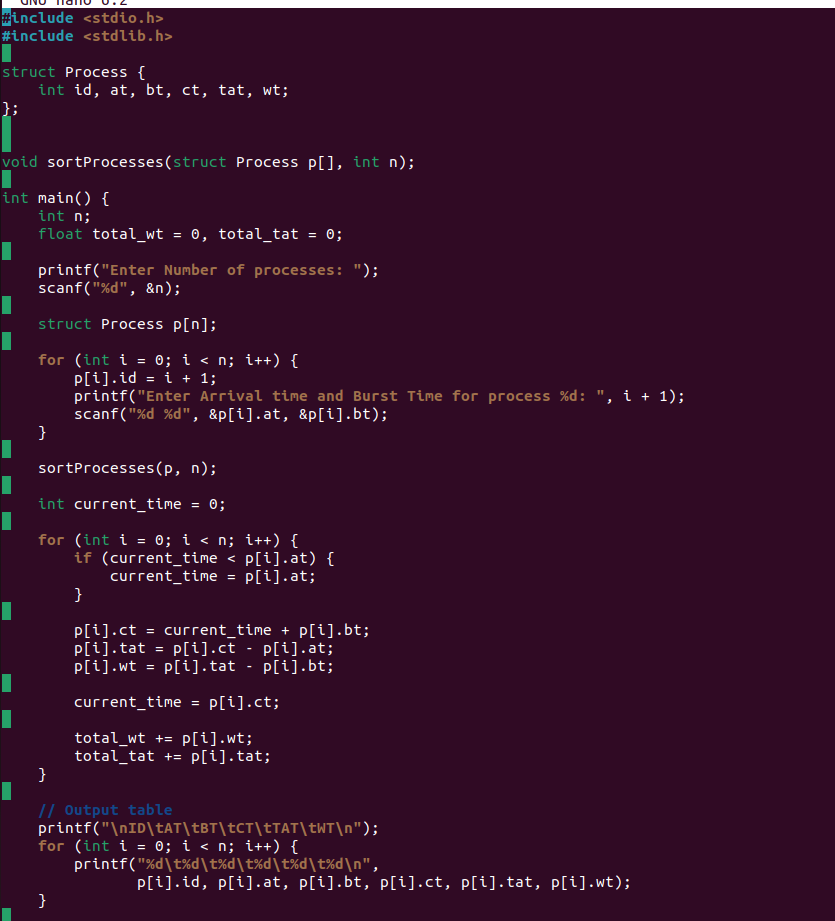 GNU nano 6.2
#include <stdio.h>
#include <stdlib.h>
struct Process {
    int id, at, bt, ct, tat, wt;
};
void sortProcesses(struct Process p[], int n);
int main() {
    int n;
    float total_wt = 0, total_tat = 0;
    printf("Enter Number of processes: ");
    scanf("%d", &n);
    struct Process p[n];
    for (int i = 0; i < n; i++) {
        p[i].id = i + 1;
        printf("Enter Arrival time and Burst Time for process %d: ", i + 1);
        scanf("%d %d", &p[i].at, &p[i].bt);
    }
    sortProcesses(p, n);
    int current_time = 0;
    for (int i = 0; i < n; i++) {
        if (current_time < p[i].at) {
            current_time = p[i].at;
        }
        p[i].ct = current_time + p[i].bt;
        p[i].tat = p[i].ct - p[i].at;
        p[i].wt = p[i].tat - p[i].bt;
        current_time = p[i].ct;
        total_wt += p[i].wt;
        total_tat += p[i].tat;
    }
    // Output table
    printf("\nID\tAT\tBT\tCT\tTAT\tWT\n");
    for (int i = 0; i < n; i++) {
        printf("%d\t%d\t%d\t%d\t%d\t%d\n",
               p[i].id, p[i].at, p[i].bt, p[i].ct, p[i].tat, p[i].wt);
    }